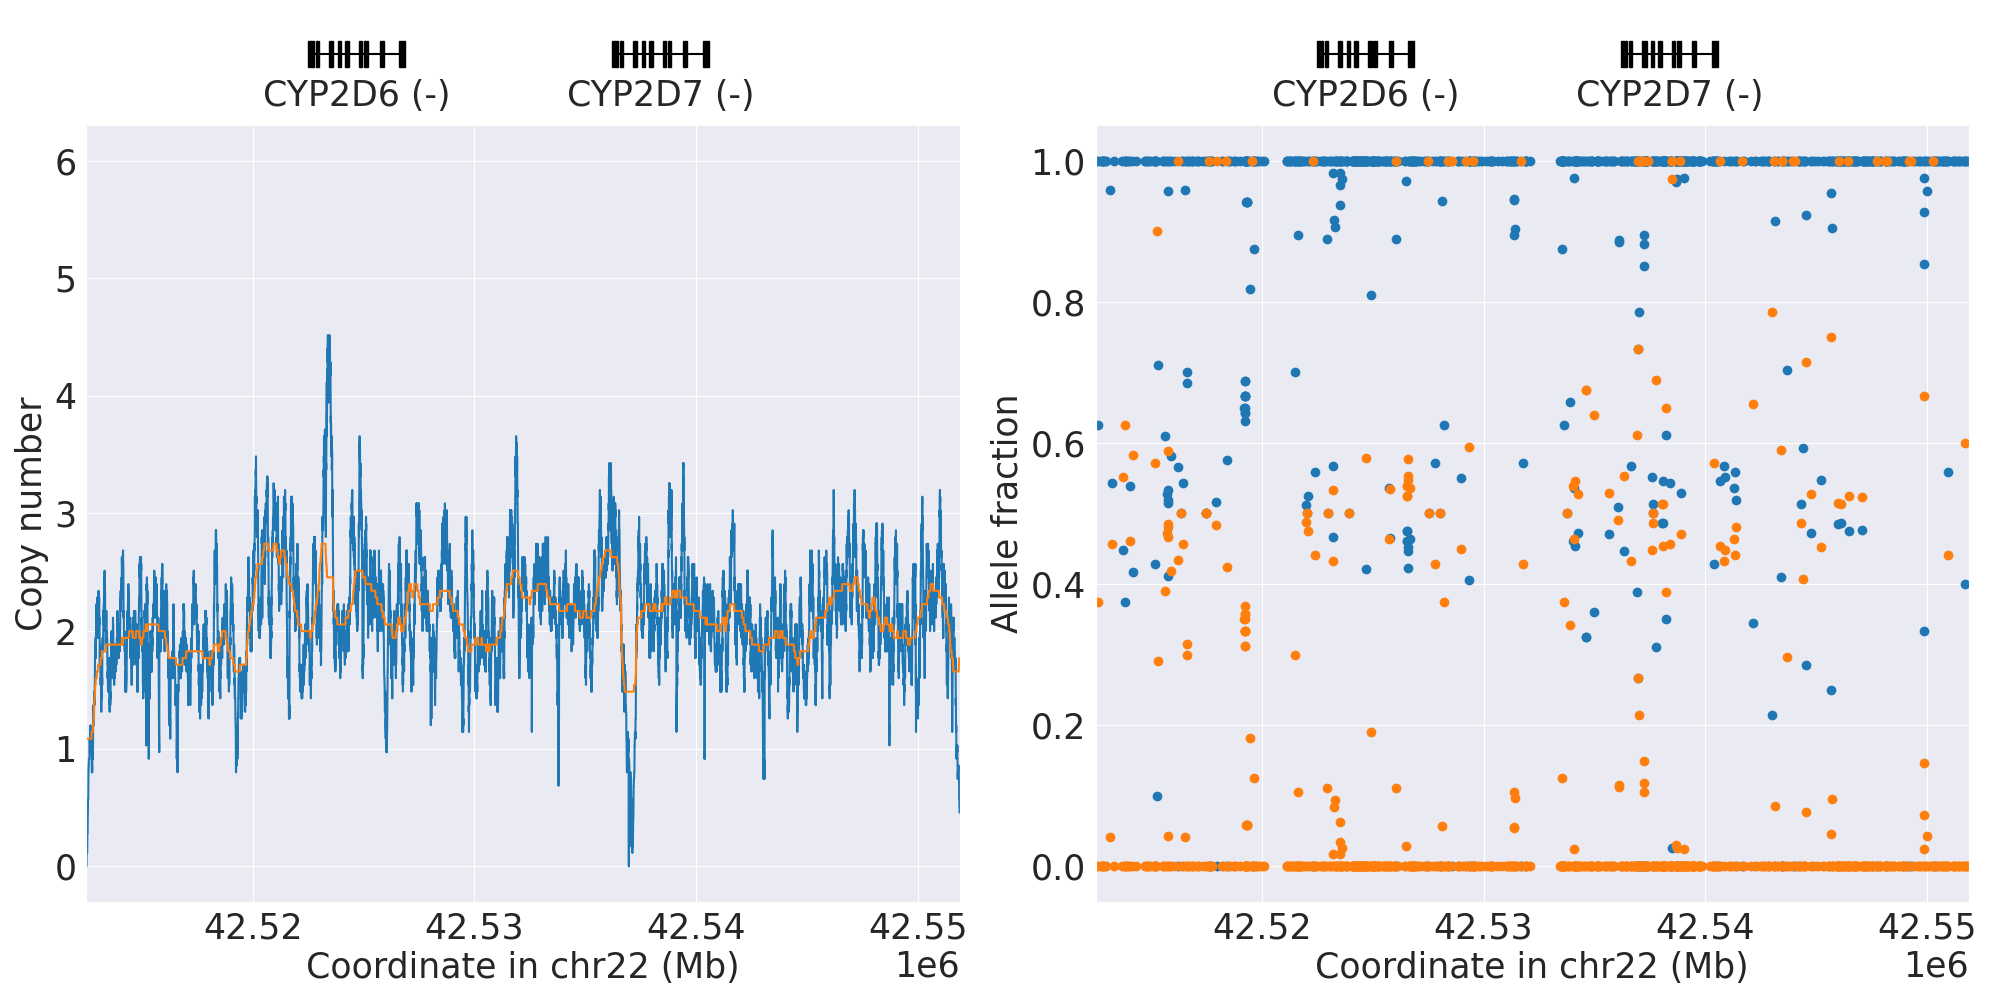 CYP2D6 (-)
CYP2D7 (-)
6
5
4
3
2
1
0
Copy number
42.52
42.53
42.54
42.55
Coordinate in chr22 (Mb)
1e6
CYP2D6 (-)
CYP2D7 (-)
1.0
0.8
0.6
0.4
0.2
0.0
Allele fraction
42.52
42.53
42.54
42.55
Coordinate in chr22 (Mb)
1e6